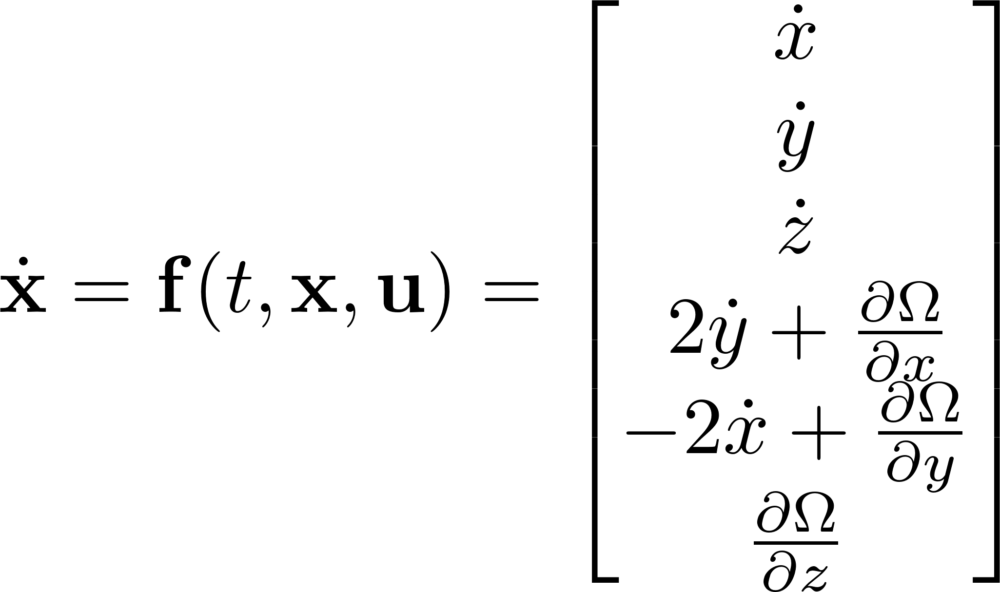 ẋ = f(t, x, u) = [
ẋ
ẏ
ż
2ẏ + ∂Ω/∂x
−2ẋ + ∂Ω/∂y
∂Ω/∂z
]